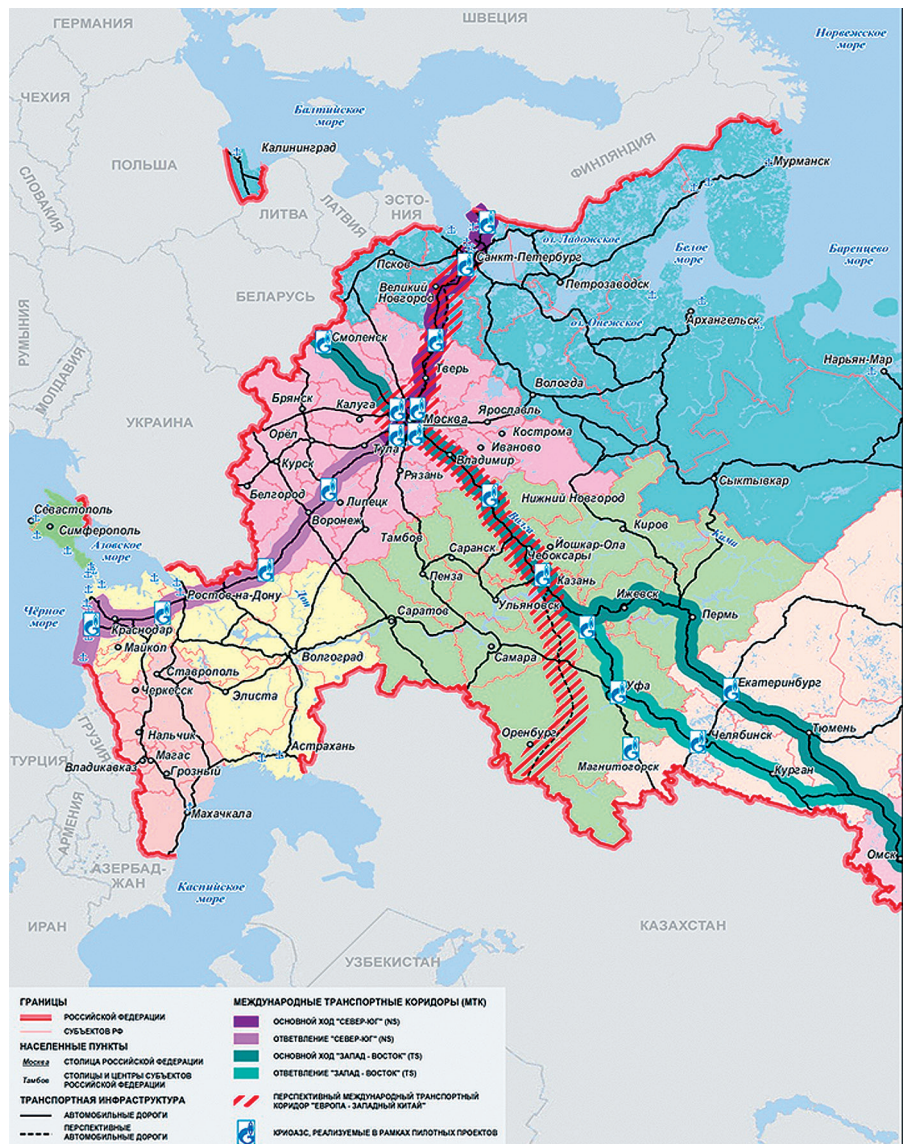 ГЕРМАНИЯ
ШВЕЦИЯ
Норвежское
море
ЧЕХИЯ
Балтийское
море
Калининград
ПОЛЬША
ФИНЛЯНДИЯ
Мурманск
СЛОВАКИЯ
ЛИТВА
ЛАТВИЯ
ЭСТО-
НИЯ
оз. Ладожское
Белое
море
Баренцево
море
Псков
Санкт-Петербург
Петрозаводск
Великий
Новгород
БЕЛАРУСЬ
РУМЫНИЯ
оз. Онежское
Архангельск
Смоленск
Нарьян-Мар
МОЛДАВИЯ
Тверь
Вологда
Брянск
Калуга
Ярославль
УКРАИНА
Москва
Кострома
Орёл
Тула
Иваново
Владимир
Курск
Рязань
Сыктывкар
Белгород
Липецк
Нижний Новгород
Севастополь
Воронеж
Волга
Киров
Кама
Симферополь
Тамбов
Саранск
Йошкар-Ола
Чебоксары
Азовское
море
Пенза
Казань
Ростов-на-Дону
Дон
Ульяновск
Ижевск
Чёрное
море
Саратов
Пермь
Краснодар
Майкоп
Самара
Волгоград
Ставрополь
Уфа
Екатеринбург
Черкесск
Элиста
ГРУЗИЯ
Нальчик
Оренбург
Челябинск
Тюмень
Астрахань
ТУРЦИЯ
Магас
Владикавказ
Грозный
Магнитогорск
Курган
Махачкала
АРМЕНИЯ
Омск
АЗЕРБАД-
ЖАН
Каспийское
море
ИРАН
КАЗАХСТАН
УЗБЕКИСТАН
ГРАНИЦЫ
РОССИЙСКОЙ ФЕДЕРАЦИИ
СУБЪЕКТОВ РФ
НАСЕЛЕННЫЕ ПУНКТЫ
Москва СТОЛИЦА РОССИЙСКОЙ ФЕДЕРАЦИИ
Тамбов СТОЛИЦЫ И ЦЕНТРЫ СУБЪЕКТОВ
РОССИЙСКОЙ ФЕДЕРАЦИИ
ТРАНСПОРТНАЯ ИНФРАСТРУКТУРА
АВТОМОБИЛЬНЫЕ ДОРОГИ
ПЕРСПЕКТИВНЫЕ
АВТОМОБИЛЬНЫЕ ДОРОГИ
МЕЖДУНАРОДНЫЕ ТРАНСПОРТНЫЕ КОРИДОРЫ (МТК)
ОСНОВНОЙ ХОД "СЕВЕР-ЮГ" (NS)
ОТВЕТВЛЕНИЕ "СЕВЕР-ЮГ" (NS)
ОСНОВНОЙ ХОД "ЗАПАД - ВОСТОК" (TS)
ОТВЕТВЛЕНИЕ "ЗАПАД - ВОСТОК" (TS)
ПЕРСПЕКТИВНЫЙ МЕЖДУНАРОДНЫЙ ТРАНСПОРТНЫЙ
КОРИДОР "ЕВРОПА - ЗАПАДНЫЙ КИТАЙ"
КРИОАЗС, РЕАЛИЗУЕМЫЕ В РАМКАХ ПИЛОТНЫХ ПРОЕКТОВ